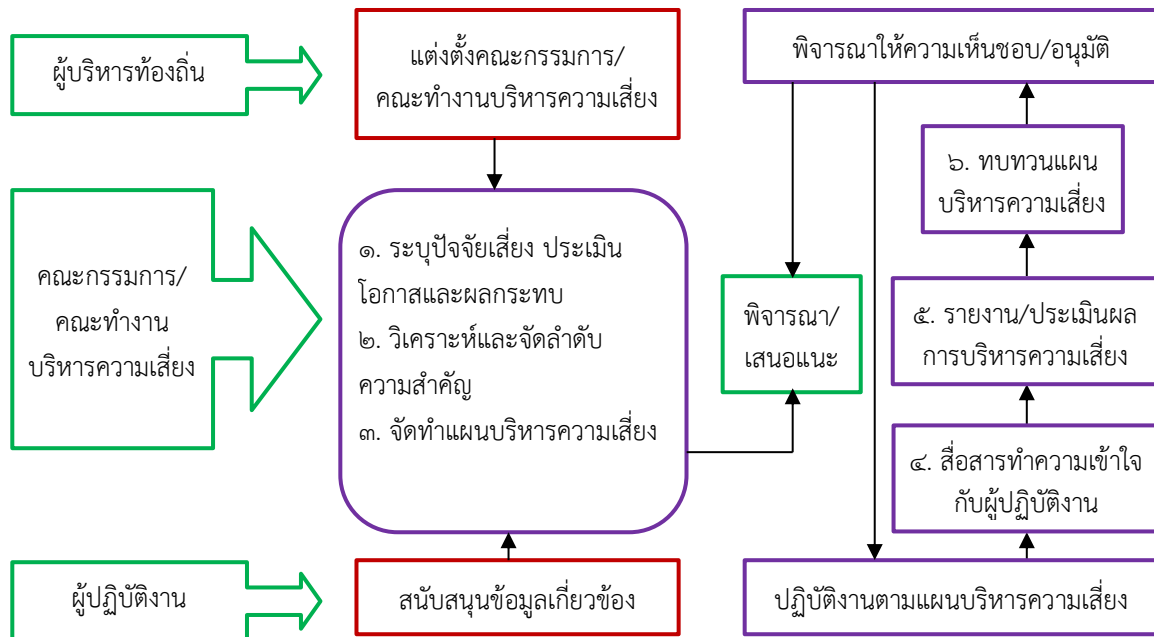 ผู้บริหารท้องถิ่น
แต่งตั้งคณะกรรมการ/
คณะทำงานบริหารความเสี่ยง
พิจารณาให้ความเห็นชอบ/อนุมัติ
๖. ทบทวนแผน
บริหารความเสี่ยง
คณะกรรมการ/
คณะทำงาน
บริหารความเสี่ยง
๑. ระบุปัจจัยเสี่ยง ประเมิน
โอกาสและผลกระทบ
๒. วิเคราะห์และจัดลำดับ
ความสำคัญ
๓. จัดทำแผนบริหารความเสี่ยง
พิจารณา/
เสนอแนะ
๕. รายงาน/ประเมินผล
การบริหารความเสี่ยง
๔. สื่อสารทำความเข้าใจ
กับผู้ปฏิบัติงาน
ผู้ปฏิบัติงาน
สนับสนุนข้อมูลเกี่ยวข้อง
ปฏิบัติงานตามแผนบริหารความเสี่ยง